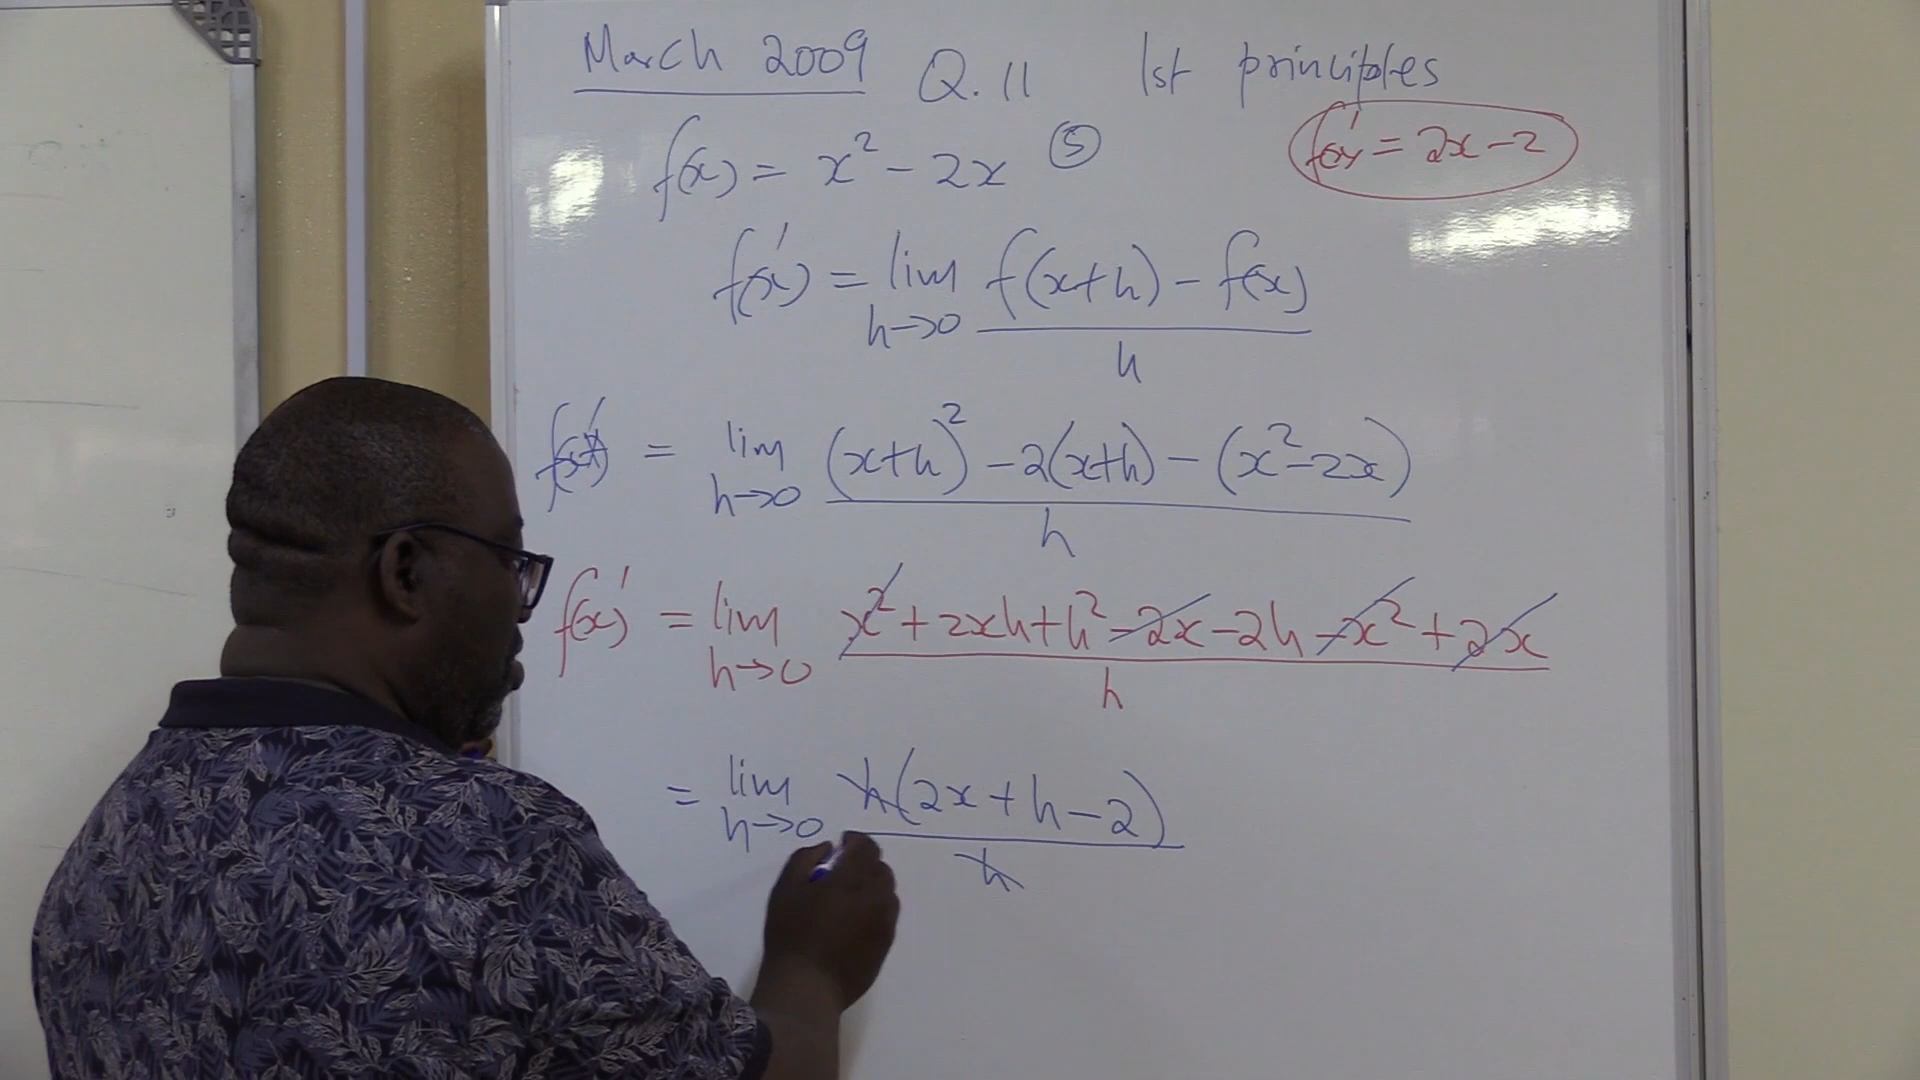 March 2009 Q.11 1st principles
f(x) = x² - 2x ⑤ f'(x) = 2x - 2
f'(x) = lim f(x+h) - f(x)
h→0 h
f'(x) = lim (x+h)² - 2(x+h) - (x² - 2x)
h→0 h
f'(x) = lim x² + 2xh + h² - 2x - 2h - x² + 2x
h→0 h
= lim h(2x + h - 2)
h→0 h